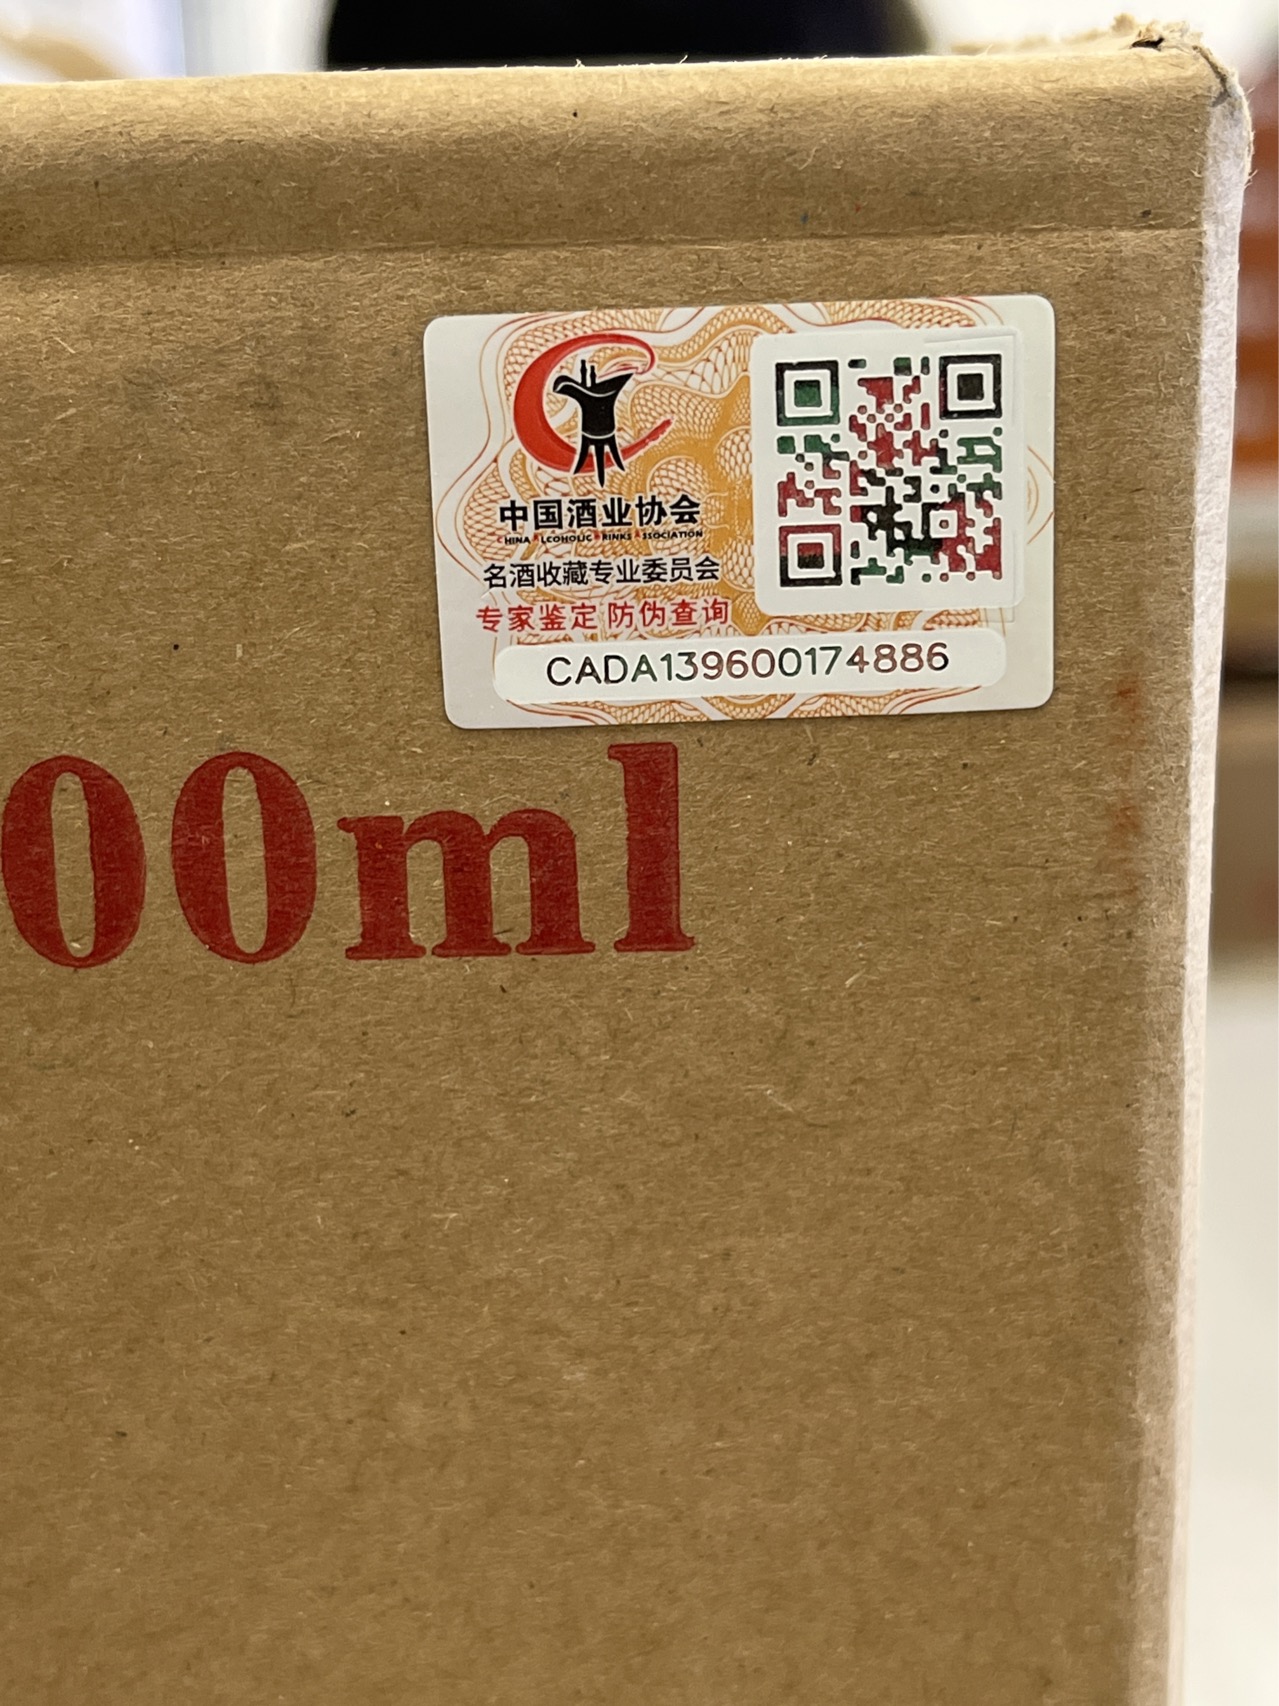 中国酒业协会
CHINA ALCOHOLIC DRINKS ASSOCIATION
名酒收藏专业委员会
专家鉴定 防伪查询
CADA139600174886
00ml